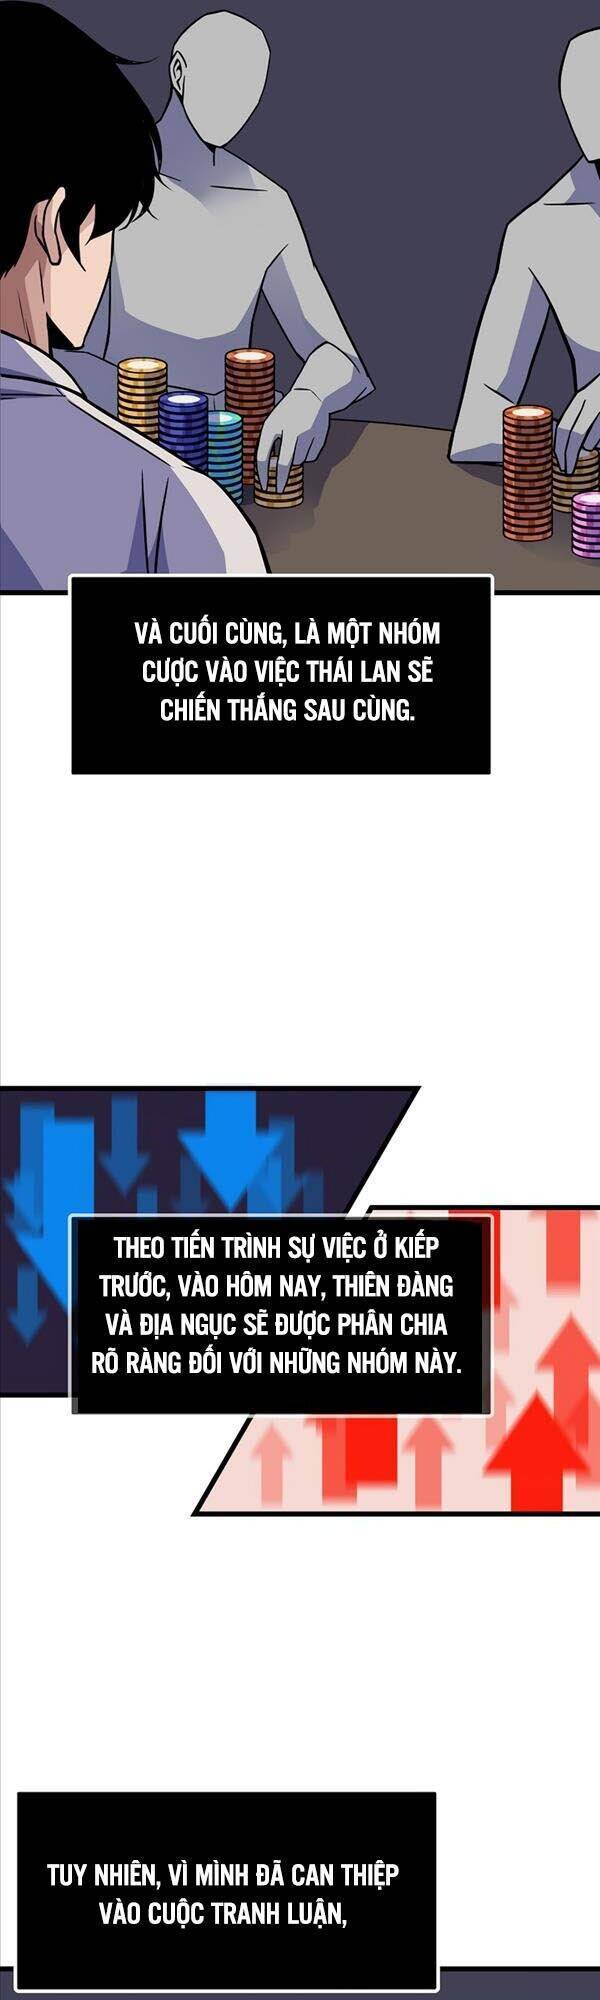 VÀ CUỐI CÙNG, LÀ MỘT NHÓM
CƯỢC VÀO VIỆC THÁI LAN SẼ
CHIẾN THẮNG SAU CÙNG.
THEO TIẾN TRÌNH SỰ VIỆC Ở KIẾP
TRƯỚC, VÀO HÔM NAY, THIÊN ĐÀNG
VÀ ĐỊA NGỤC SẼ ĐƯỢC PHÂN CHIA
RÕ RÀNG ĐỐI VỚI NHỮNG NHÓM NÀY.
TUY NHIÊN, VÌ MÌNH ĐÃ CAN THIỆP
VÀO CUỘC TRANH LUẬN,